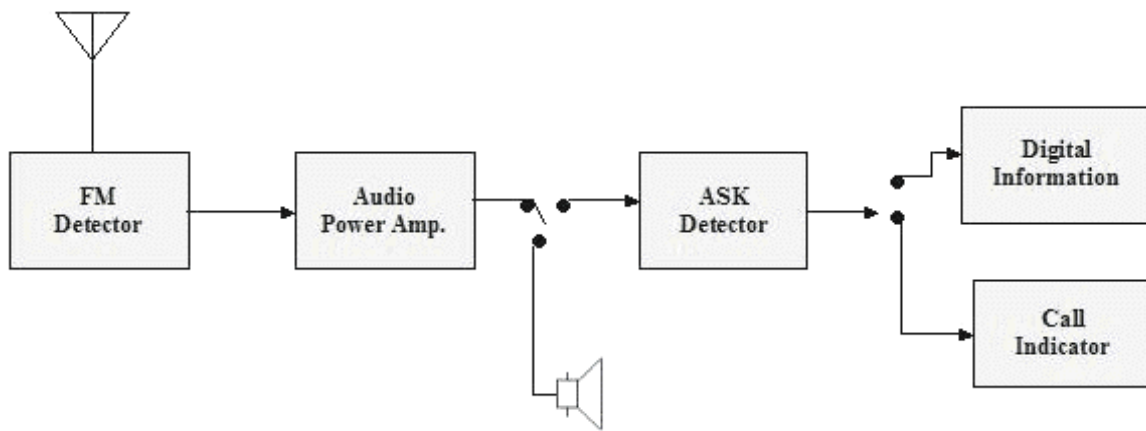 FM
Detector
Audio
Power Amp.
ASK
Detector
Digital
Information
Call
Indicator